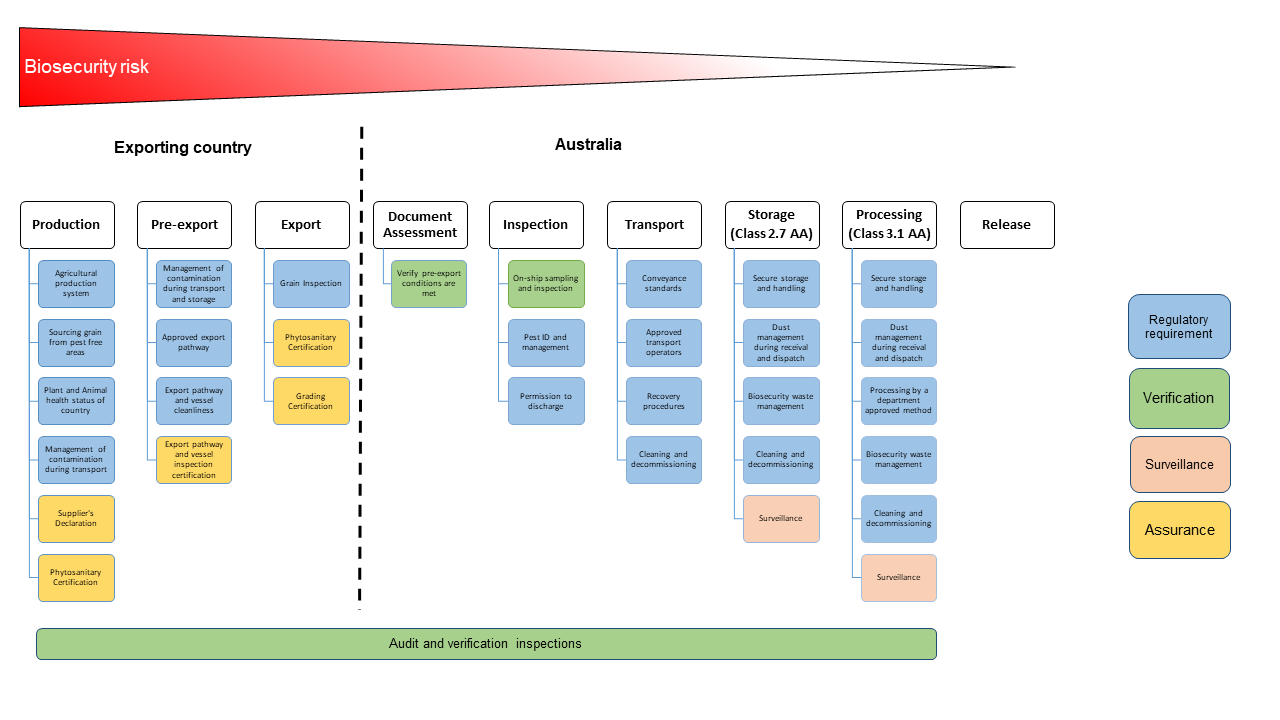 Biosecurity risk
Exporting country
Australia
Production
Agricultural
production
system
Sourcing grain
from pest free
areas
Plant and Animal
health status of
country
Management of
contamination
during transport
Supplier's
Declaration
Phytosanitary
Certification
Pre-export
Management of
contamination
during transport
and storage
Approved export
pathway
Export pathway
and vessel
cleanliness
Export pathway
and vessel
inspection
certification
Export
Grain Inspection
Phytosanitary
Certification
Grading
Certification
Document
Assessment
Verify pre-export
conditions are
met
Inspection
On-ship sampling
and inspection
Pest ID and
management
Permission to
discharge
Transport
Conveyance
standards
Approved
transport
operators
Recovery
procedures
Cleaning and
decommissioning
Storage
(Class 2.7 AA)
Secure storage
and handling
Dust
management
during receival
and dispatch
Biosecurity waste
management
Cleaning and
decommissioning
Surveillance
Processing
(Class 3.1 AA)
Secure storage
and handling
Dust
management
during receival
and dispatch
Processing by a
department
approved method
Biosecurity waste
management
Cleaning and
decommissioning
Surveillance
Release
Regulatory
requirement
Verification
Surveillance
Assurance
Audit and verification inspections